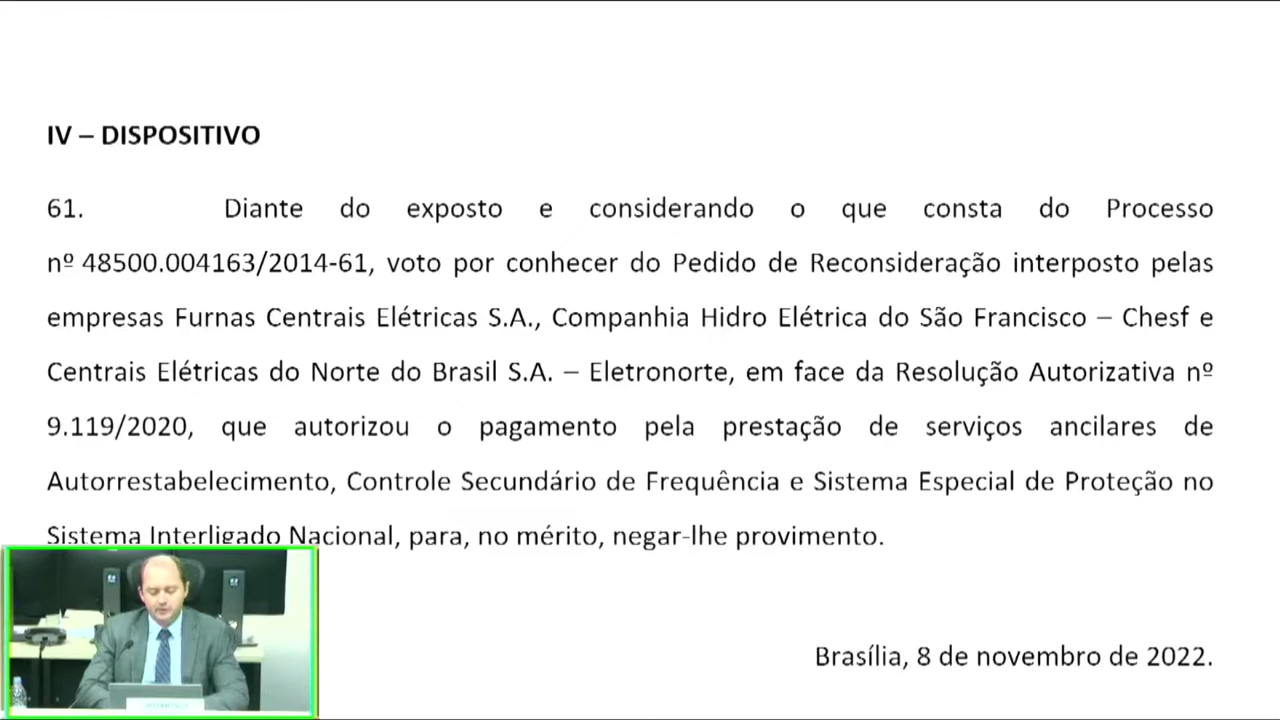 IV – DISPOSITIVO
61. Diante do exposto e considerando o que consta do Processo
nº 48500.004163/2014-61, voto por conhecer do Pedido de Reconsideração interposto pelas
empresas Furnas Centrais Elétricas S.A., Companhia Hidro Elétrica do São Francisco – Chesf e
Centrais Elétricas do Norte do Brasil S.A. – Eletronorte, em face da Resolução Autorizativa nº
9.119/2020, que autorizou o pagamento pela prestação de serviços ancilares de
Autorrestabelecimento, Controle Secundário de Frequência e Sistema Especial de Proteção no
Sistema Interligado Nacional, para, no mérito, negar-lhe provimento.
Brasília, 8 de novembro de 2022.